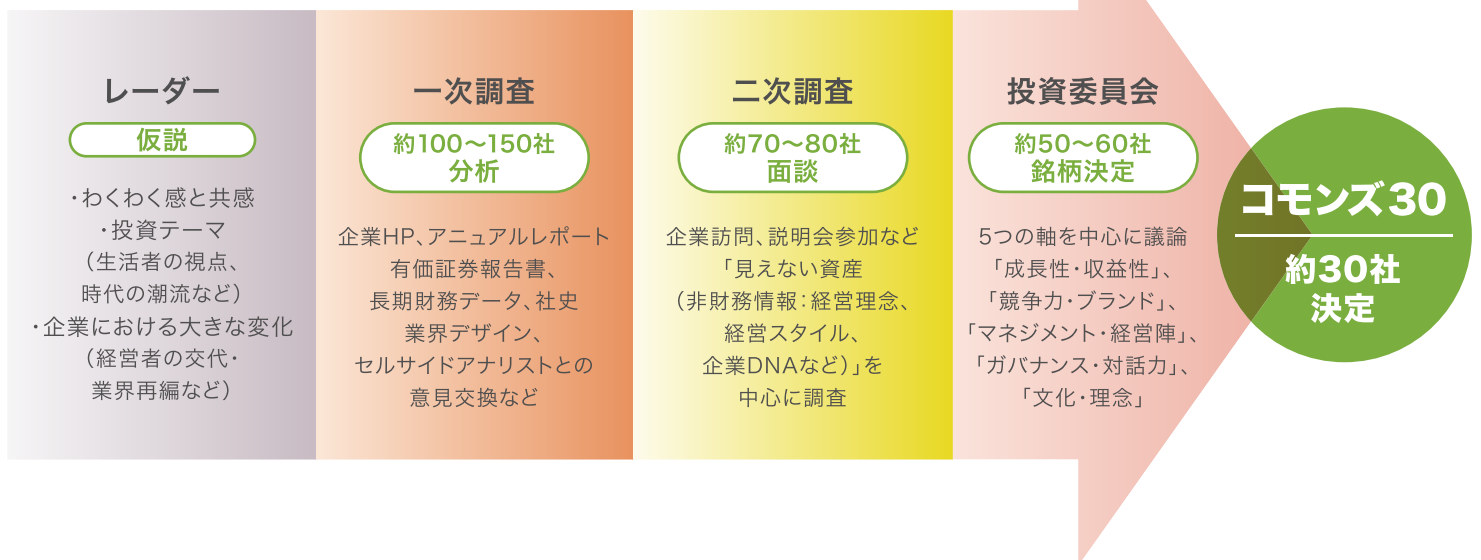 レーダー
仮説
・わくわく感と共感
・投資テーマ
（生活者の視点、
時代の潮流など）
・企業における大きな変化
（経営者の交代・
業界再編など）
一次調査
約100〜150社
分析
企業HP、アニュアルレポート
有価証券報告書、
長期財務データ、社史
業界デザイン、
セルサイドアナリストとの
意見交換など
二次調査
約70〜80社
面談
企業訪問、説明会参加など
「見えない資産
（非財務情報：経営理念、
経営スタイル、
企業DNAなど）」を
中心に調査
投資委員会
約50〜60社
銘柄決定
5つの軸を中心に議論
「成長性・収益性」、
「競争力・ブランド」、
「マネジメント・経営陣」、
「ガバナンス・対話力」、
「文化・理念」
コモンズ30
約30社
決定